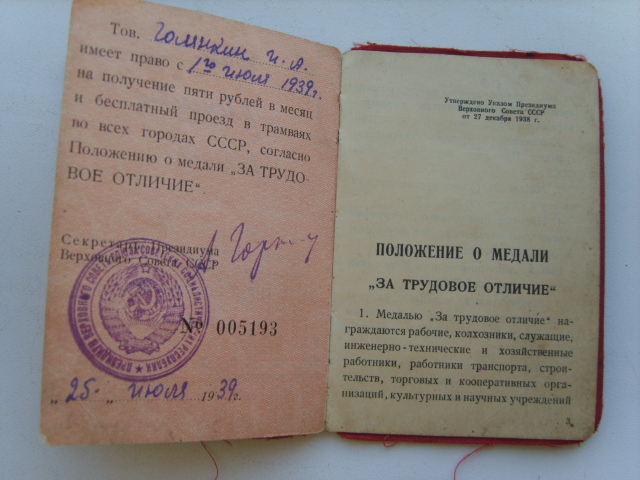 Тов. Голикин И. А.
имеет право с 1го июля 1939 г.
на получение пяти рублей в месяц
и бесплатный проезд в трамваях
во всех городах СССР, согласно
Положению о медали „ЗА ТРУДО-
ВОЕ ОТЛИЧИЕ“.
Секретарь Президиума
Верховного Совета СССР
А. Горкин
№ 005193
„25“ июля 1939 г.
Утверждено Указом Президиума
Верховного Совета СССР
от 27 декабря 1938 г.
ПОЛОЖЕНИЕ О МЕДАЛИ
„ЗА ТРУДОВОЕ ОТЛИЧИЕ“
1. Медалью „За трудовое отличие“ на-
граждаются рабочие, колхозники, служащие,
инженерно-технические и хозяйственные
работники, работники транспорта, строи-
тельств, торговых и кооперативных орга-
низаций, культурных и научных учреждений
3